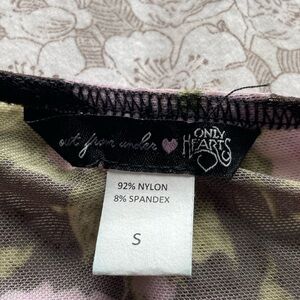 out from under
ONLY
HEARTS
92% NYLON
8% SPANDEX
S